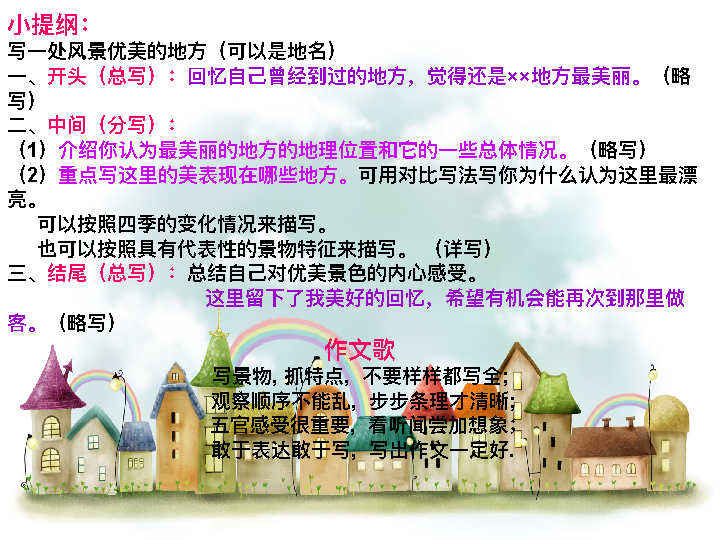 小提纲：
写一处风景优美的地方（可以是地名）
一、开头（总写）：回忆自己曾经到过的地方，觉得还是××地方最美丽。（略
写）
二、中间（分写）：
（1）介绍你认为最美丽的地方的地理位置和它的一些总体情况。（略写）
（2）重点写这里的美表现在哪些地方。可用对比写法写你为什么认为这里最漂
亮。
可以按照四季的变化情况来描写。
也可以按照具有代表性的景物特征来描写。（详写）
三、结尾（总写）：总结自己对优美景色的内心感受。
这里留下了我美好的回忆，希望有机会能再次到那里做
客。（略写）
作文歌
写景物, 抓特点，不要样样都写全;
观察顺序不能乱，步步条理才清晰;
五官感受很重要，看听闻尝加想象；
敢于表达敢于写，写出作文一定好.